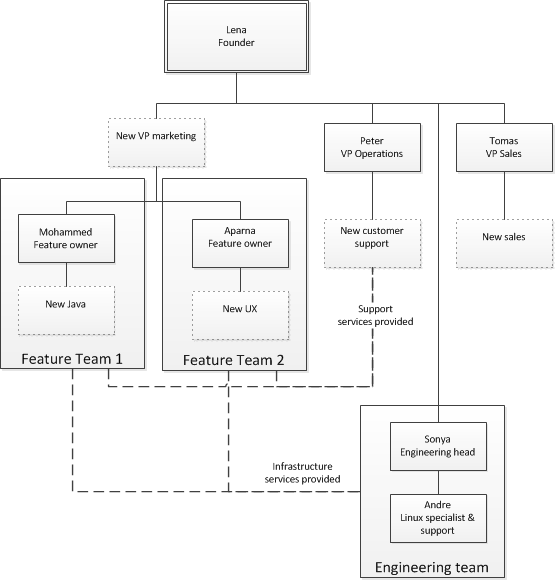 Lena
Founder
New VP marketing
Peter
VP Operations
Tomas
VP Sales
Mohammed
Feature owner
Aparna
Feature owner
New customer
support
New sales
New Java
New UX
Support
services provided
Feature Team 1
Feature Team 2
Sonya
Engineering head
Infrastructure
services provided
Andre
Linux specialist &
support
Engineering team